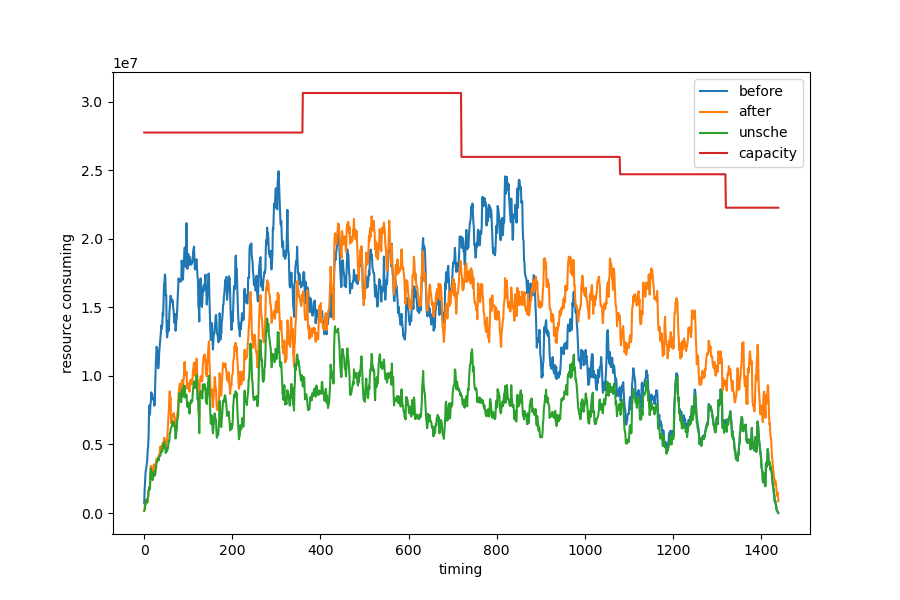 1e7
before
after
unsche
capacity
3.0
2.5
2.0
1.5
1.0
0.5
0.0
resource consuming
0 200 400 600 800 1000 1200 1400
timing